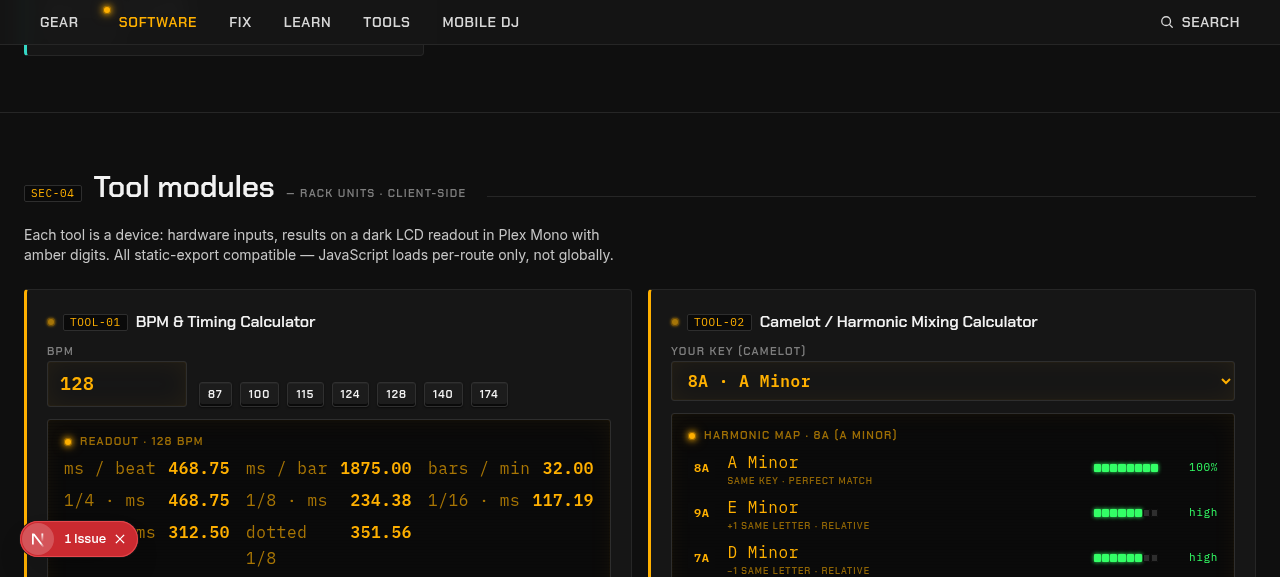 GEAR SOFTWARE FIX LEARN TOOLS MOBILE DJ SEARCH
SEC-04 Tool modules — RACK UNITS · CLIENT-SIDE
Each tool is a device: hardware inputs, results on a dark LCD readout in Plex Mono with
amber digits. All static-export compatible — JavaScript loads per-route only, not globally.
TOOL-01 BPM & Timing Calculator
BPM
128 87 100 115 124 128 140 174
READOUT · 128 BPM
ms / beat 468.75 ms / bar 1875.00 bars / min 32.00
1/4 · ms 468.75 1/8 · ms 234.38 1/16 · ms 117.19
ms 312.50 dotted 351.56
1/8
TOOL-02 Camelot / Harmonic Mixing Calculator
YOUR KEY (CAMELOT)
8A · A Minor
HARMONIC MAP · 8A (A MINOR)
8A A Minor 100%
SAME KEY · PERFECT MATCH
9A E Minor high
+1 SAME LETTER · RELATIVE
7A D Minor high
−1 SAME LETTER · RELATIVE
N 1 Issue